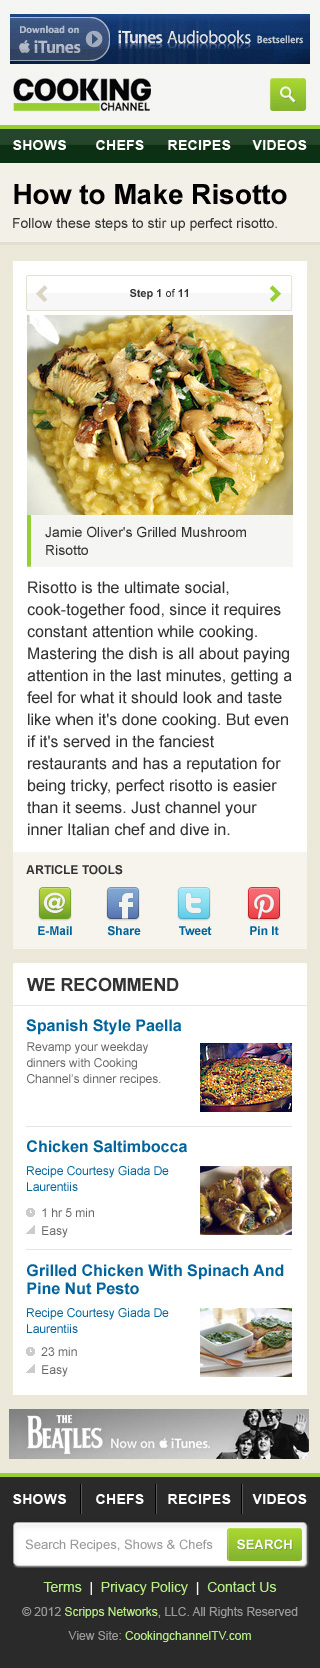 Download on iTunes
iTunes Audiobooks Bestsellers
COOKING
CHANNEL
SHOWS CHEFS RECIPES VIDEOS
How to Make Risotto
Follow these steps to stir up perfect risotto.
Step 1 of 11
Jamie Oliver's Grilled Mushroom
Risotto
Risotto is the ultimate social,
cook-together food, since it requires
constant attention while cooking.
Mastering the dish is all about paying
attention in the last minutes, getting a
feel for what it should look and taste
like when it's done cooking. But even
if it's served in the fanciest
restaurants and has a reputation for
being tricky, perfect risotto is easier
than it seems. Just channel your
inner Italian chef and dive in.
ARTICLE TOOLS
E-Mail Share Tweet Pin It
WE RECOMMEND
Spanish Style Paella
Revamp your weekday
dinners with Cooking
Channel's dinner recipes.
Chicken Saltimbocca
Recipe Courtesy Giada De
Laurentiis
1 hr 5 min
Easy
Grilled Chicken With Spinach And
Pine Nut Pesto
Recipe Courtesy Giada De
Laurentiis
23 min
Easy
THE
BEATLES Now on iTunes.
SHOWS CHEFS RECIPES VIDEOS
Search Recipes, Shows & Chefs SEARCH
Terms | Privacy Policy | Contact Us
© 2012 Scripps Networks, LLC. All Rights Reserved
View Site: CookingchannelTV.com